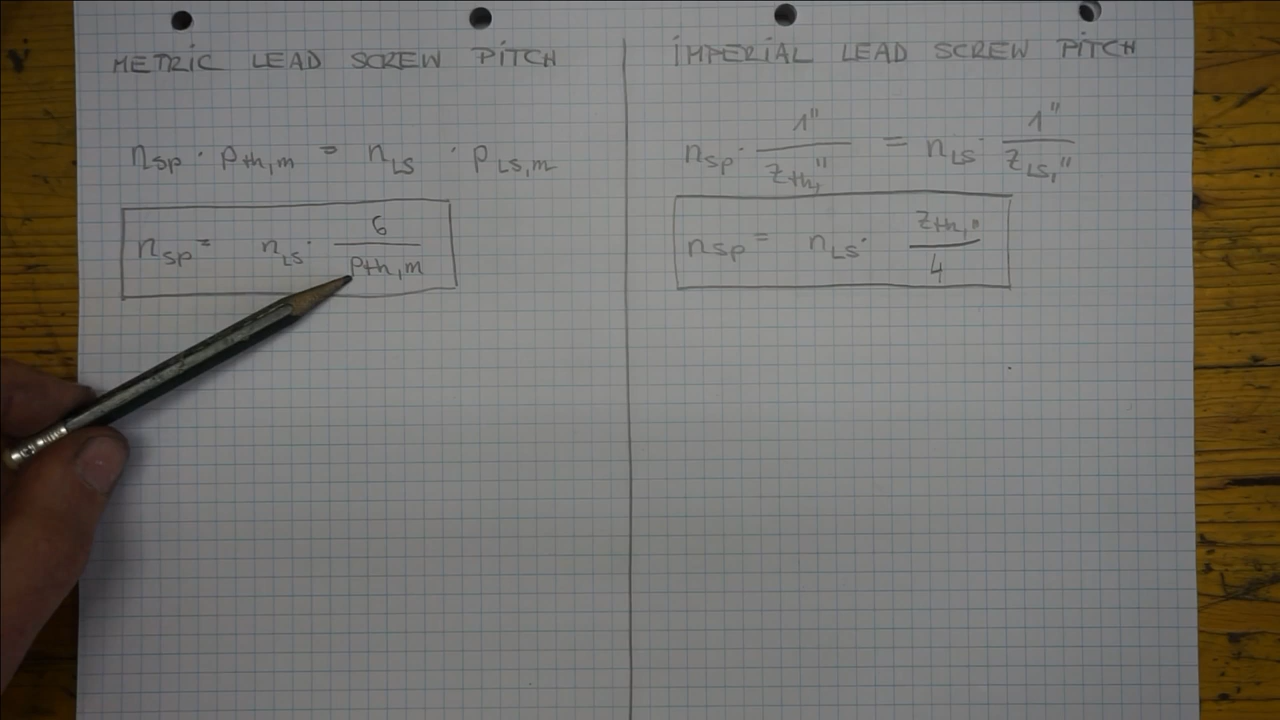 METRIC LEAD SCREW PITCH
n_sp · p_th,m = n_LS · p_LS,m
n_sp = n_LS · 6 / p_th,m
IMPERIAL LEAD SCREW PITCH
n_sp · 1" / z_th," = n_LS · 1" / z_LS,"
n_sp = n_LS · z_th," / 4